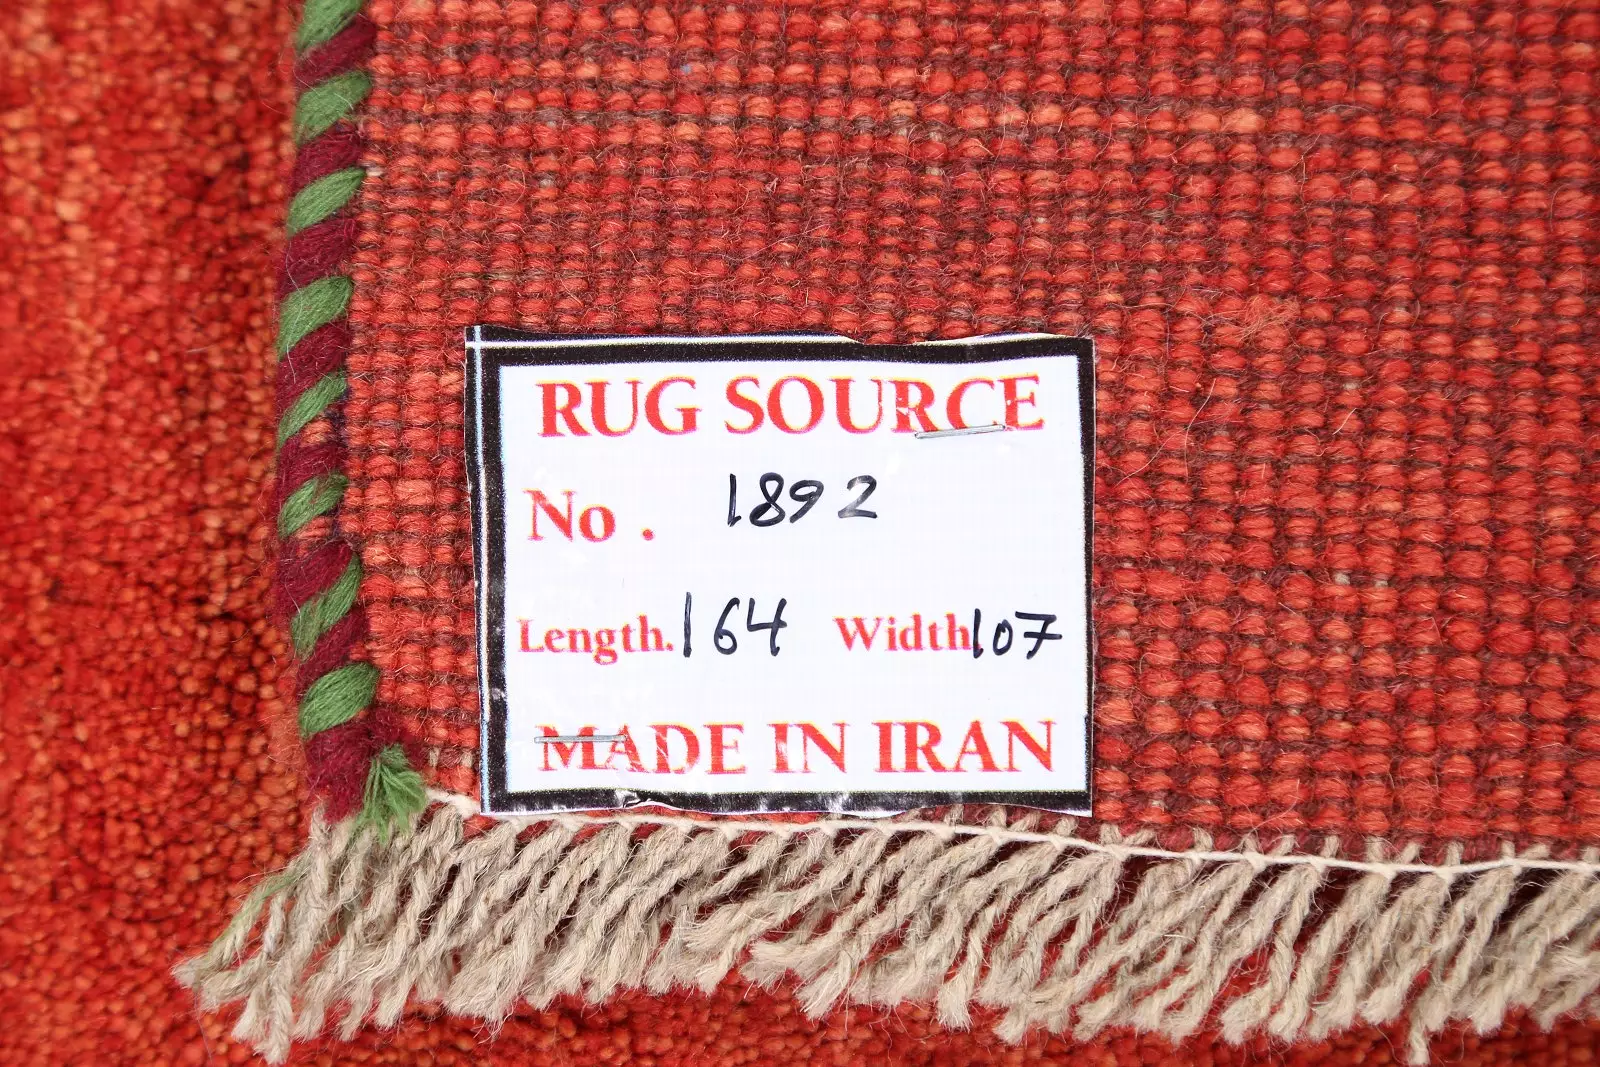 RUG SOURCE
No. 1892
Length. 164 Width 107
MADE IN IRAN